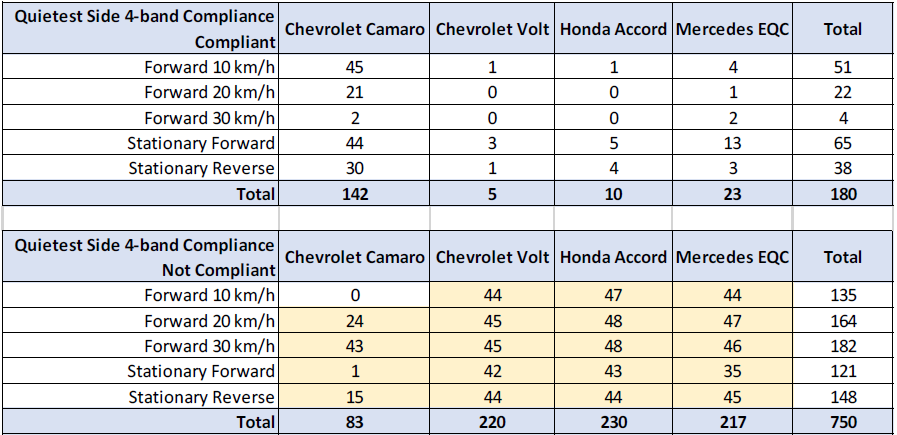 Quietest Side 4-band Compliance Compliant Chevrolet Camaro Chevrolet Volt Honda Accord Mercedes EQC Total
Forward 10 km/h 45 1 1 4 51
Forward 20 km/h 21 0 0 1 22
Forward 30 km/h 2 0 0 2 4
Stationary Forward 44 3 5 13 65
Stationary Reverse 30 1 4 3 38
Total 142 5 10 23 180
Quietest Side 4-band Compliance Not Compliant Chevrolet Camaro Chevrolet Volt Honda Accord Mercedes EQC Total
Forward 10 km/h 0 44 47 44 135
Forward 20 km/h 24 45 48 47 164
Forward 30 km/h 43 45 48 46 182
Stationary Forward 1 42 43 35 121
Stationary Reverse 15 44 44 45 148
Total 83 220 230 217 750